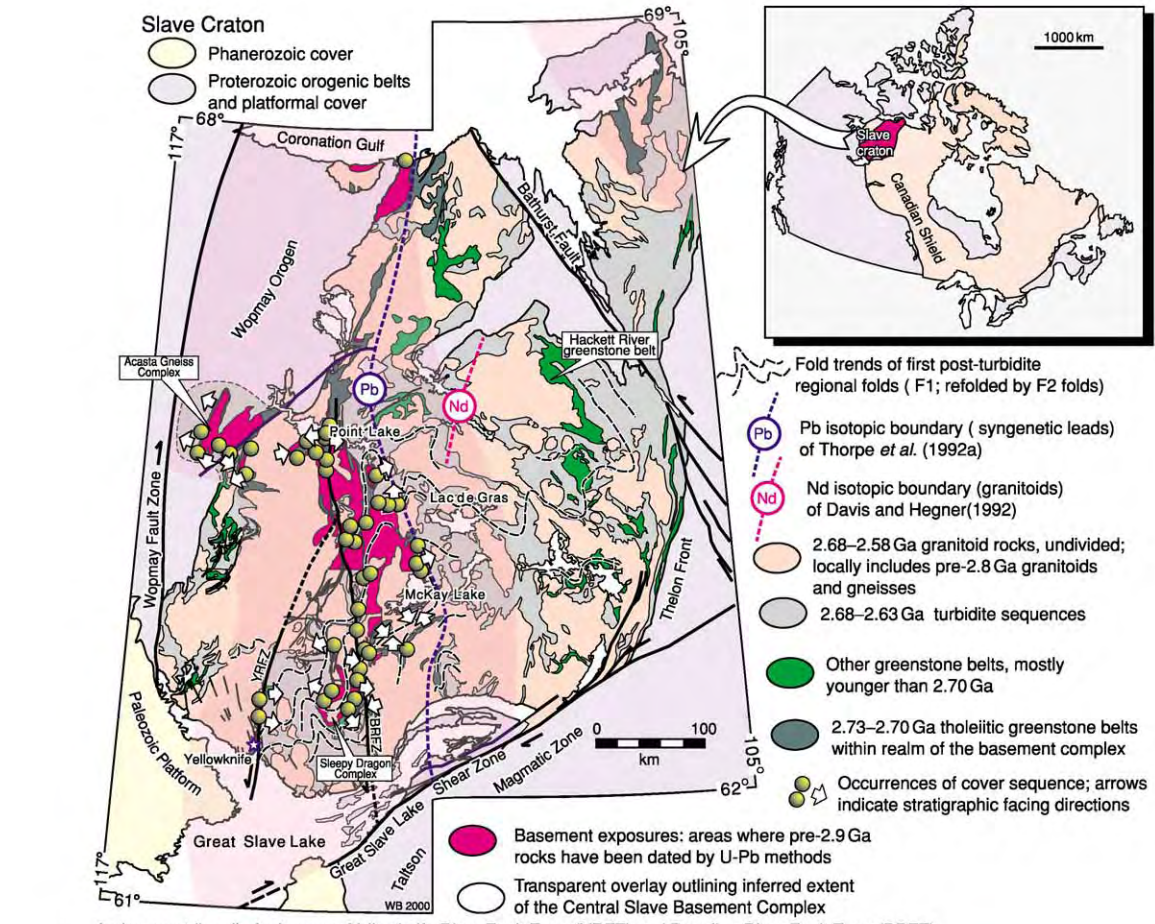 Slave Craton
Phanerozoic cover
Proterozoic orogenic belts
and platformal cover
69°
105°
1000 km
Slave
craton
Canadian Shield
68°
117°
Coronation Gulf
Bathurst Fault
Wopmay Orogen
Hackett River
greenstone belt
Acasta Gneiss
Complex
Pb
Nd
Point Lake
Lac de Gras
McKay Lake
Wopmay Fault Zone
Thelon Front
YRFZ
BRFZ
Yellowknife
Sleepy Dragon
Complex
Paleozoic Platform
Great Slave Lake
Great Slave Lake Shear Zone
Magmatic Zone
Taltson
0 100
km
105°
62°
117°
61°
WB 2000
Fold trends of first post-turbidite
regional folds ( F1; refolded by F2 folds)
Pb
Pb isotopic boundary ( syngenetic leads)
of Thorpe et al. (1992a)
Nd
Nd isotopic boundary (granitoids)
of Davis and Hegner(1992)
2.68–2.58 Ga granitoid rocks, undivided;
locally includes pre-2.8 Ga granitoids
and gneisses
2.68–2.63 Ga turbidite sequences
Other greenstone belts, mostly
younger than 2.70 Ga
2.73–2.70 Ga tholeiitic greenstone belts
within realm of the basement complex
Occurrences of cover sequence; arrows
indicate stratigraphic facing directions
Basement exposures: areas where pre-2.9 Ga
rocks have been dated by U-Pb methods
Transparent overlay outlining inferred extent
of the Central Slave Basement Complex